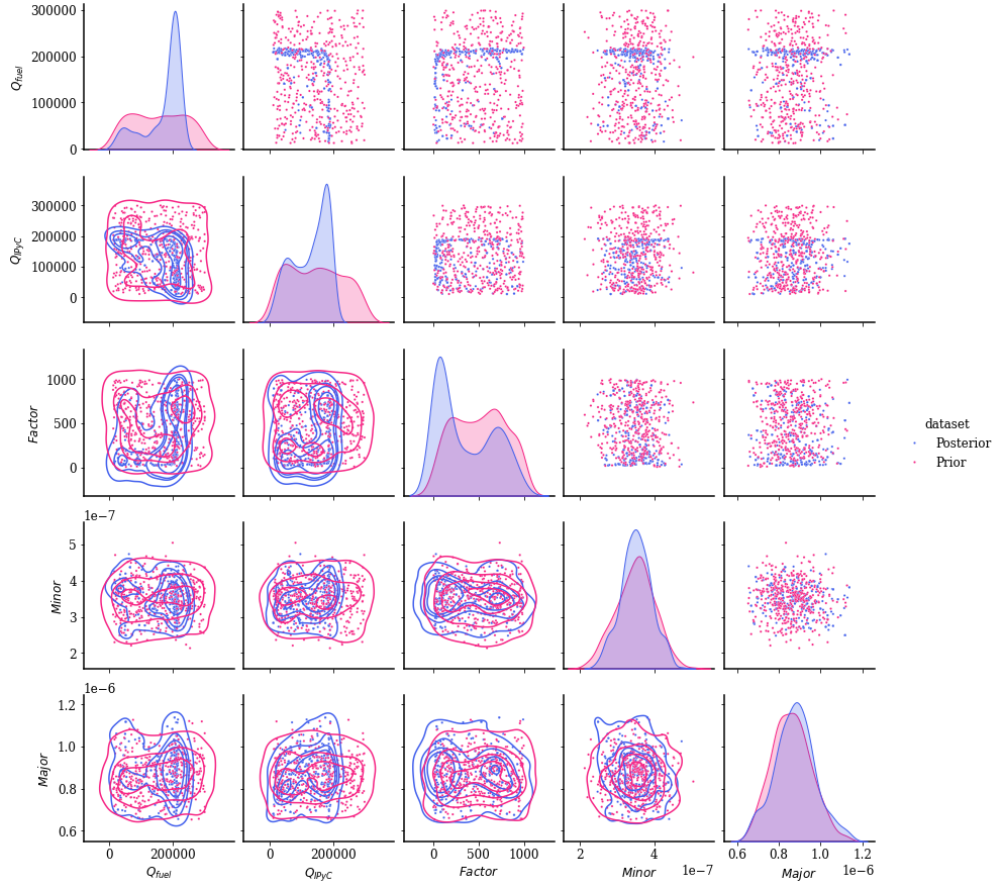 300000
200000
100000
0
Q_fuel
300000
200000
100000
0
Q_IPyC
1000
500
0
Factor
dataset
Posterior
Prior
1e−7
5
4
3
2
Minor
1e−6
1.2
1.0
0.8
0.6
Major
0 200000
0 200000
0 500 1000
2 4
0.6 0.8 1.0 1.2
Q_fuel
Q_IPyC
Factor
Minor 1e−7
Major 1e−6